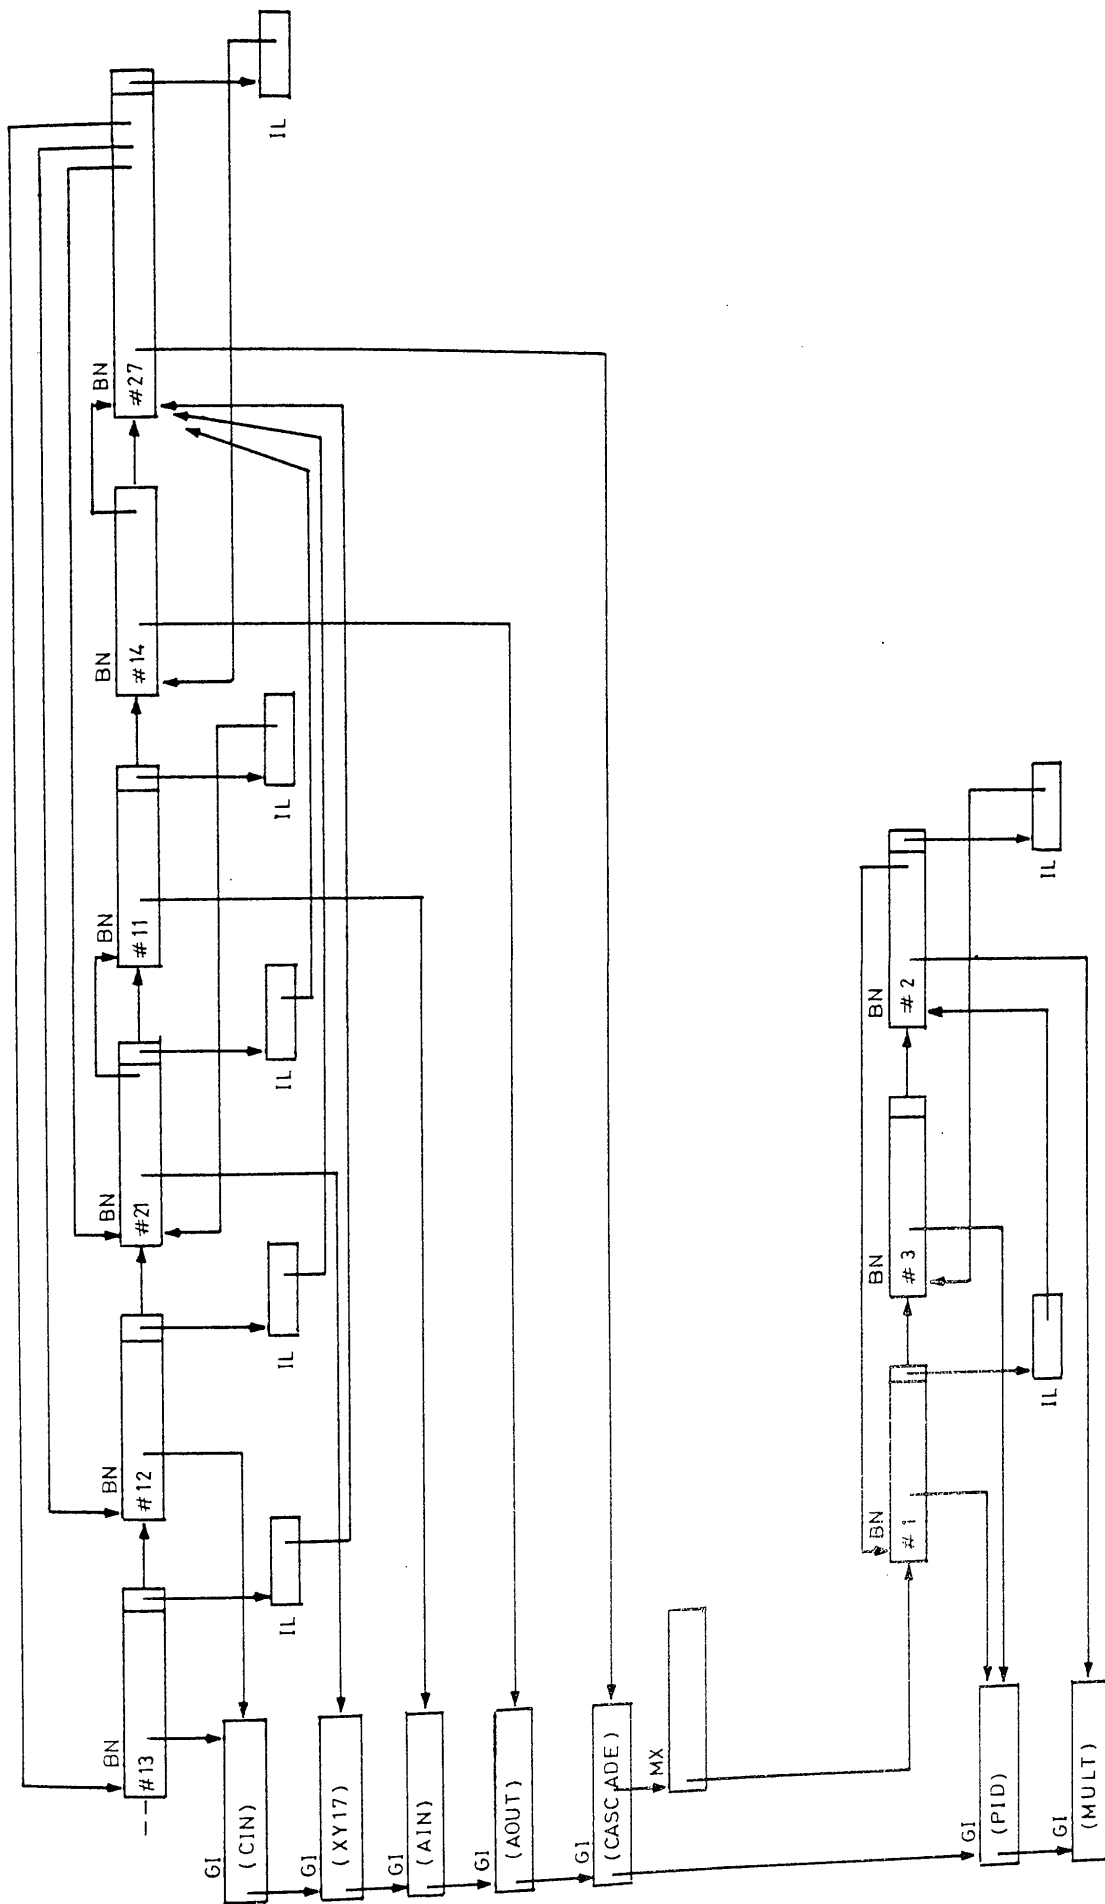 BN BN BN BN BN BN
#13 #12 #21 #11 #14 #27
GI
(CIN)
IL IL IL IL IL
GI
(XY17)
GI
(AIN)
GI
(AOUT)
GI
(CASCADE)
MX
BN BN BN
#1 #3 #2
GI
(PID)
IL IL
GI
(MULT)